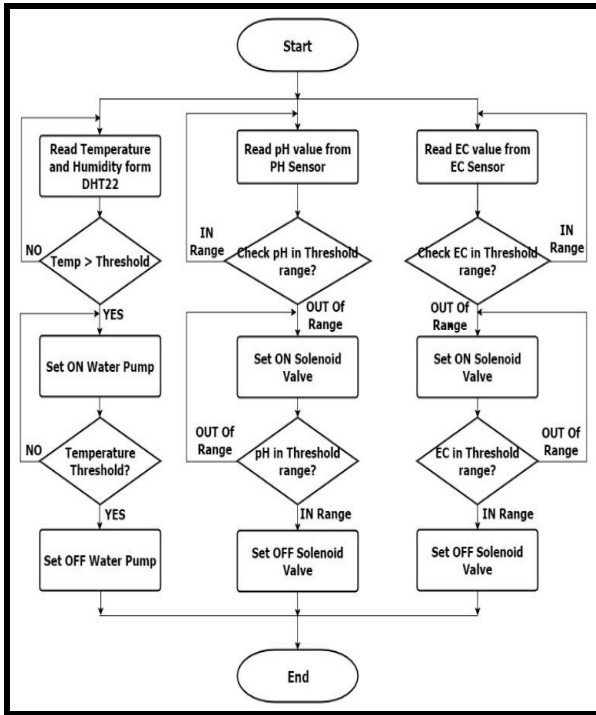 Start
Read Temperature
and Humidity form
DHT22
NO
Temp > Threshold
YES
Set ON Water Pump
NO
Temperature
Threshold?
YES
Set OFF Water Pump
Read pH value from
PH Sensor
IN
Range
Check pH in Threshold
range?
OUT Of
Range
Set ON Solenoid
Valve
OUT Of
Range
pH in Threshold
range?
IN Range
Set OFF Solenoid
Valve
Read EC value from
EC Sensor
IN
Range
Check EC in Threshold
range?
OUT Of
Range
Set ON Solenoid
Valve
OUT Of
Range
EC in Threshold
range?
IN Range
Set OFF Solenoid
Valve
End